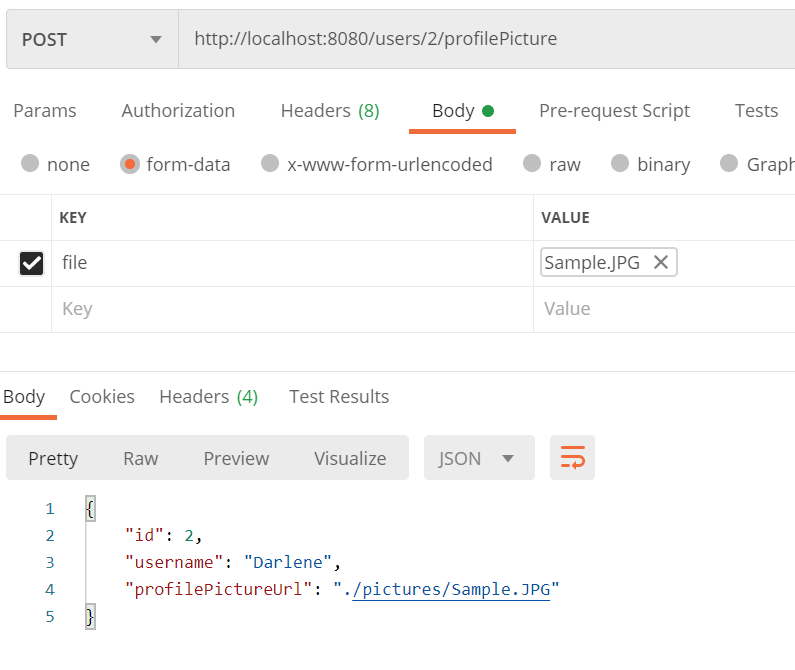 POST http://localhost:8080/users/2/profilePicture
Params Authorization Headers (8) Body Pre-request Script Tests
none form-data x-www-form-urlencoded raw binary Graph
KEY VALUE
file Sample.JPG
Key Value
Body Cookies Headers (4) Test Results
Pretty Raw Preview Visualize JSON
1 {
2 "id": 2,
3 "username": "Darlene",
4 "profilePictureUrl": "./pictures/Sample.JPG"
5 }